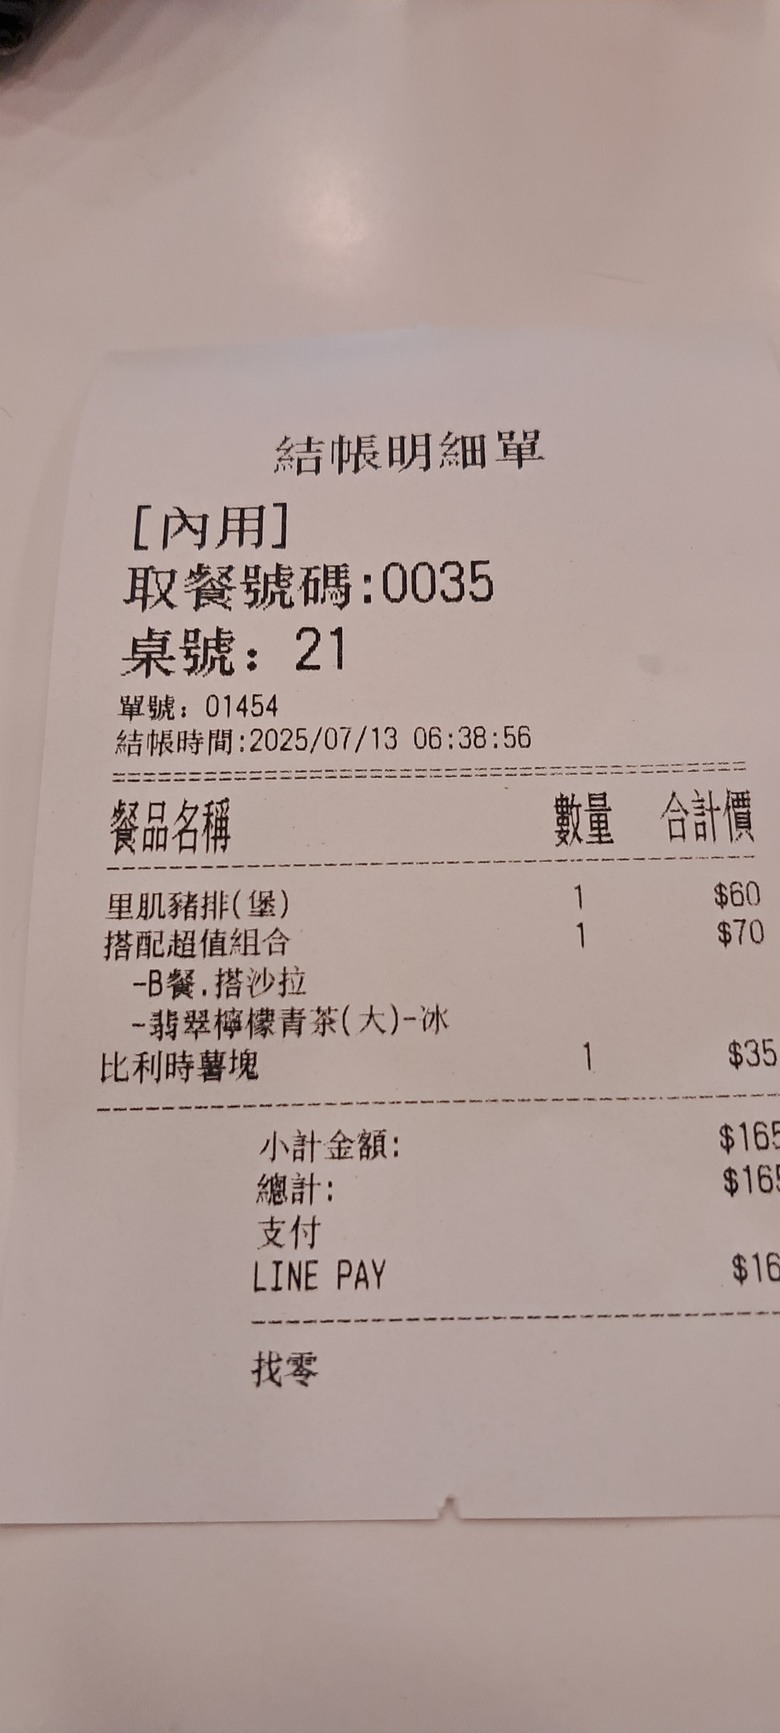 結帳明細單
[內用]
取餐號碼:0035
桌號: 21
單號: 01454
結帳時間:2025/07/13 06:38:56
餐品名稱 數量 合計價
里肌豬排(堡) 1 $60
搭配超值組合 1 $70
-B餐.搭沙拉
-翡翠檸檬青茶(大)-冰
比利時薯塊 1 $35
小計金額: $165
總計: $165
支付
LINE PAY $16
找零